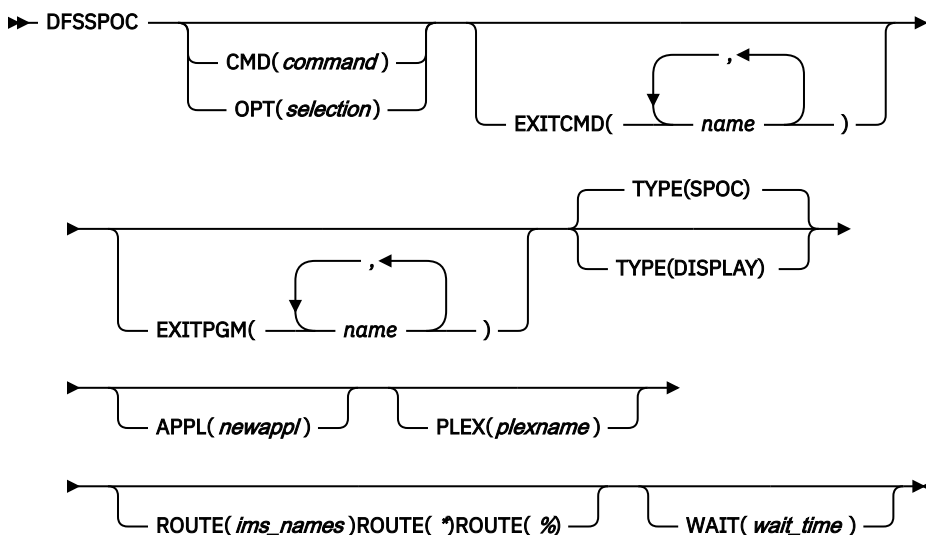 DFSSPOC
CMD( command )
OPT( selection )
EXITCMD( name , )
TYPE(SPOC)
EXITPGM( name , )
TYPE(DISPLAY)
APPL( newappl )
PLEX( plexname )
ROUTE( ims_names )ROUTE( *)ROUTE( %)
WAIT( wait_time )